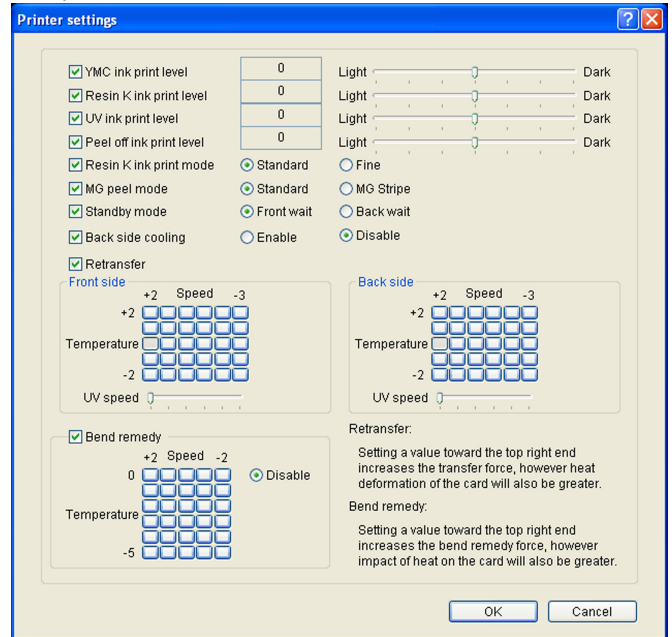 Printer settings
YMC ink print level 0 Light Dark
Resin K ink print level 0 Light Dark
UV ink print level 0 Light Dark
Peel off ink print level 0 Light Dark
Resin K ink print mode Standard Fine
MG peel mode Standard MG Stripe
Standby mode Front wait Back wait
Back side cooling Enable Disable
Retransfer
Front side
+2 Speed -3
+2
Temperature
-2
UV speed
Back side
+2 Speed -3
+2
Temperature
-2
UV speed
Bend remedy
+2 Speed -2
0 Disable
Temperature
-5
Retransfer:
Setting a value toward the top right end
increases the transfer force, however heat
deformation of the card will also be greater.
Bend remedy:
Setting a value toward the top right end
increases the bend remedy force, however
impact of heat on the card will also be greater.
OK Cancel